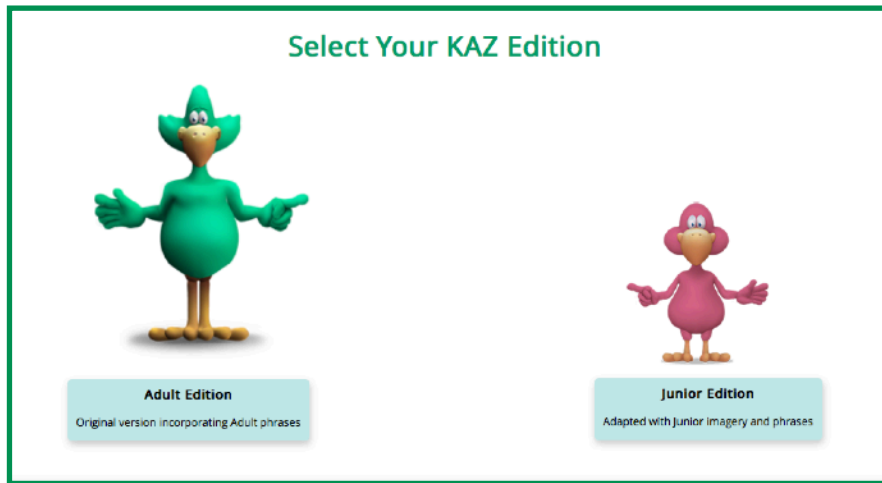 Select Your KAZ Edition
Adult Edition
Original version incorporating Adult phrases
Junior Edition
Adapted with Junior imagery and phrases